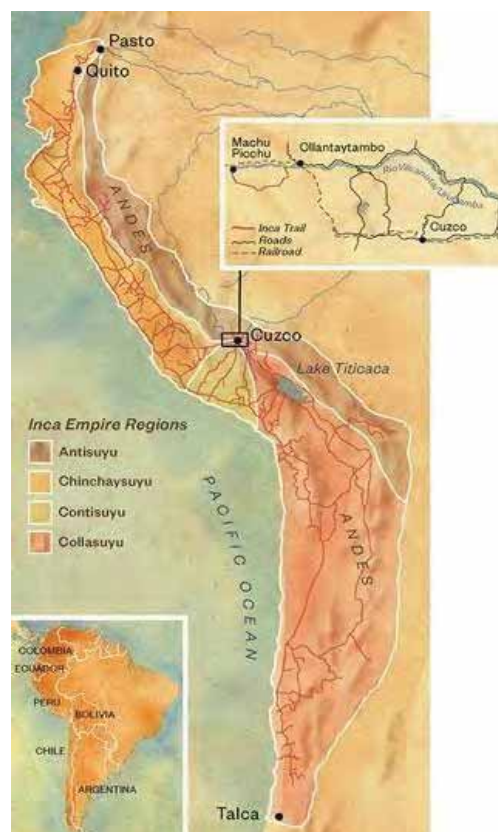 Pasto
Quito
ANDES
Machu
Picchu
Ollantaytambo
Cuzco
Inca Trail
Roads
Railroad
Cuzco
Lake Titicaca
Inca Empire Regions
Antisuyu
Chinchaysuyu
Contisuyu
Collasuyu
PACIFIC OCEAN
ANDES
COLOMBIA
ECUADOR
PERU
BOLIVIA
CHILE
ARGENTINA
Talca